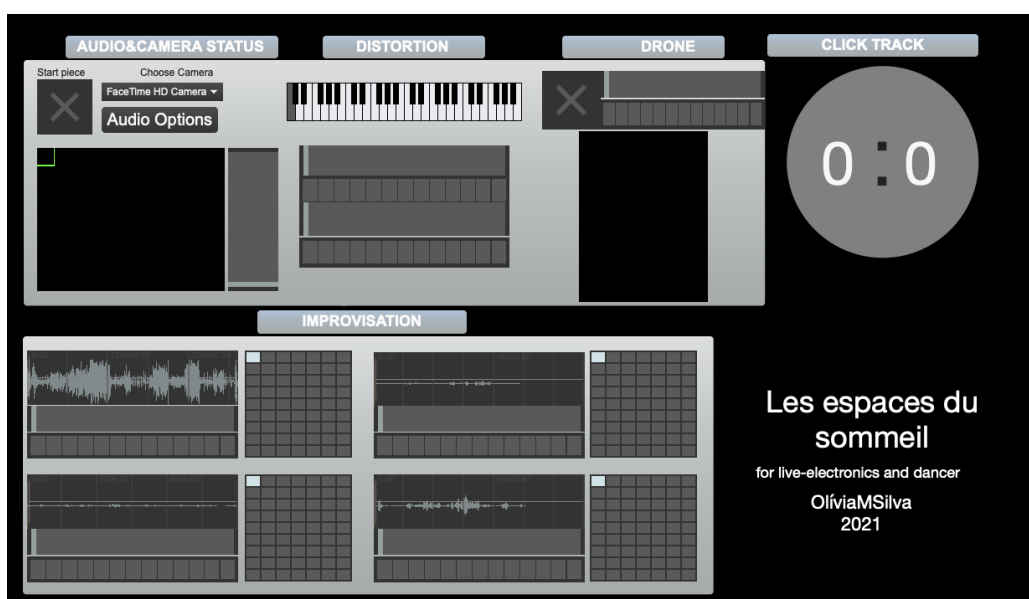 AUDIO&CAMERA STATUS
DISTORTION
DRONE
CLICK TRACK
Start piece
Choose Camera
FaceTime HD Camera
Audio Options
0:0
IMPROVISATION
Les espaces du
sommeil
for live-electronics and dancer
OlíviaMSilva
2021